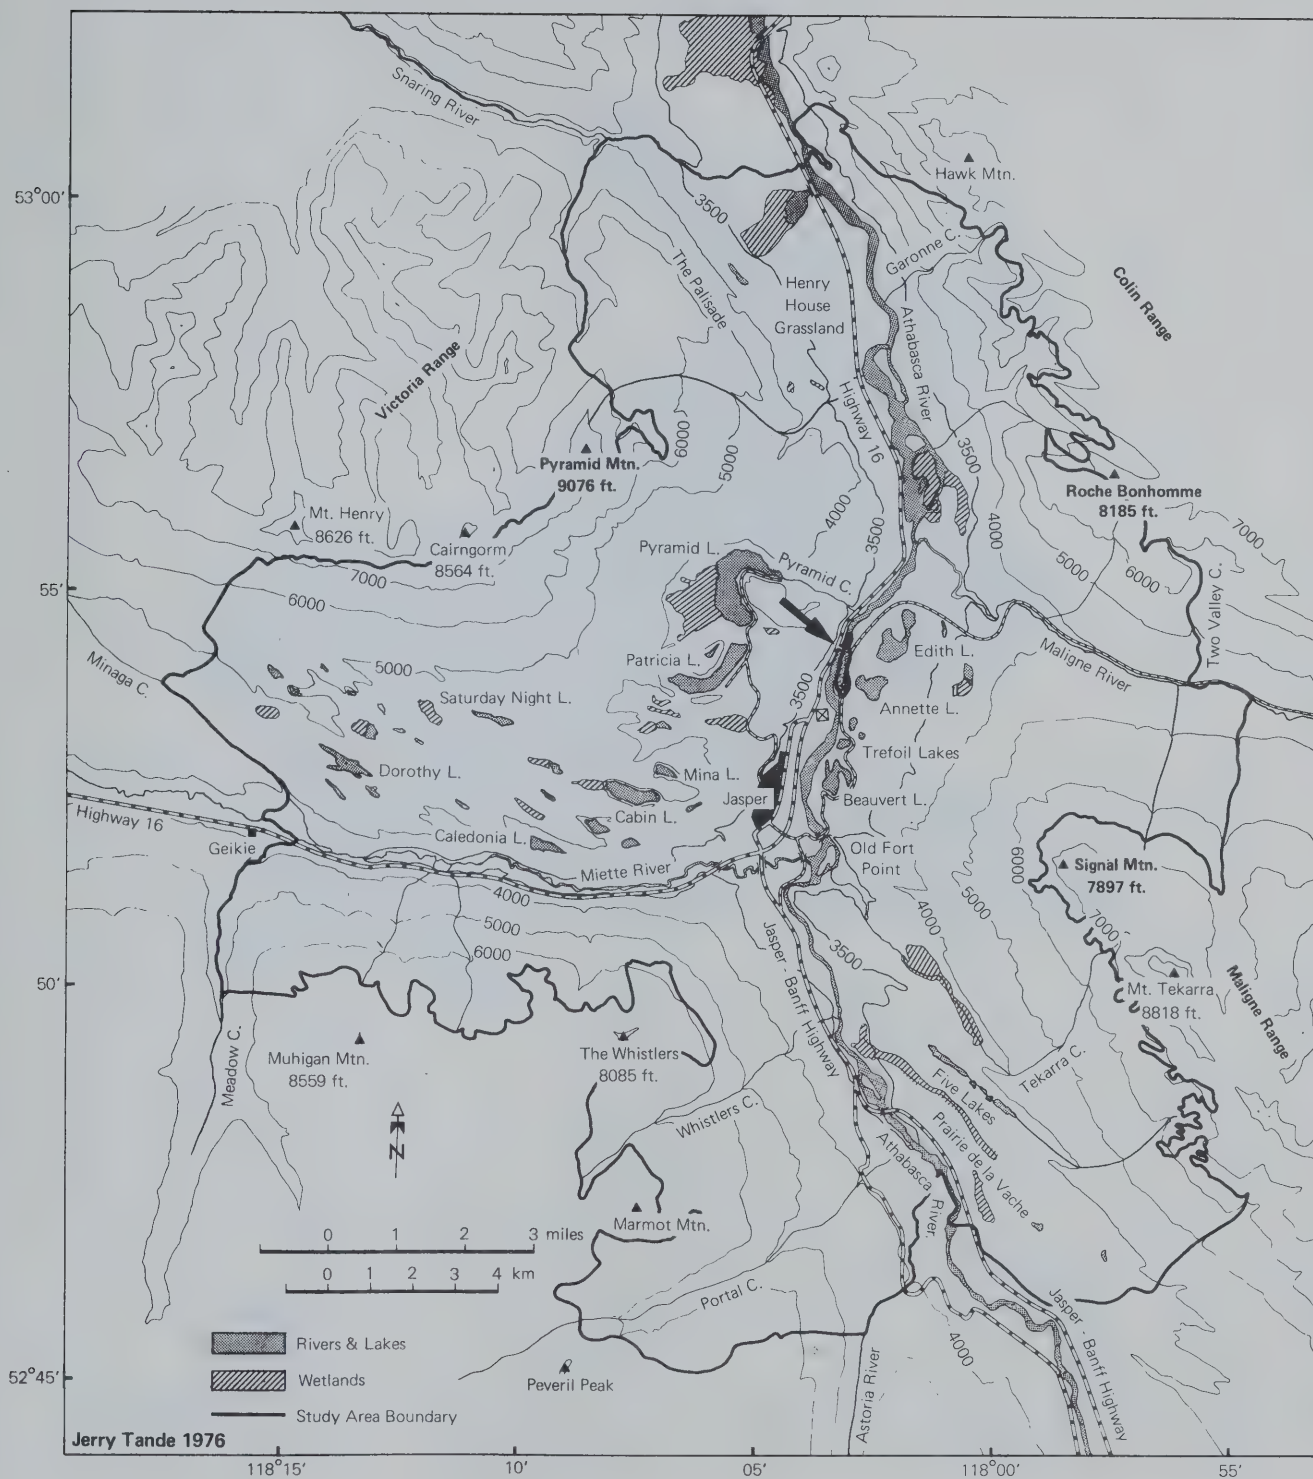 Snaring River
Hawk Mtn.
53°00'
3500
Garonne C.
The Palisade
Henry
House
Grassland
Colin Range
Athabasca River
Victoria Range
Highway 16
6000
5000
3500
Pyramid Mtn.
9076 ft.
Roche Bonhomme
8185 ft.
4000
3500
4000
7000
Mt. Henry
8626 ft.
Cairngorm
8564 ft.
Pyramid L.
Pyramid C.
5000
6000
55'
7000
6000
Two Valley C.
Edith L.
Maligne River
Minaga C.
5000
Patricia L.
3500
Saturday Night L.
Annette L.
Trefoil Lakes
Dorothy L.
Mina L.
Jasper
Beauvert L.
Highway 16
Cabin L.
Geikie
Caledonia L.
Old Fort
Point
Miette River
6000
Signal Mtn.
7897 ft.
4000
5000
4000
5000
6000
7000
3500
50'
Jasper - Banff Highway
Mt. Tekarra
8818 ft.
Maligne Range
Meadow C.
Muhigan Mtn.
8559 ft.
The Whistlers
8085 ft.
Five Lakes
Tekarra C.
N
Whistlers C.
Prairie de la Vache
Athabasca
River
Marmot Mtn.
0 1 2 3 miles
0 1 2 3 4 km
Portal C.
Jasper - Banff Highway
Rivers & Lakes
4000
Wetlands
52°45'
Peveril Peak
Astoria River
Study Area Boundary
Jerry Tande 1976
118°15' 10' 05' 118°00' 55'